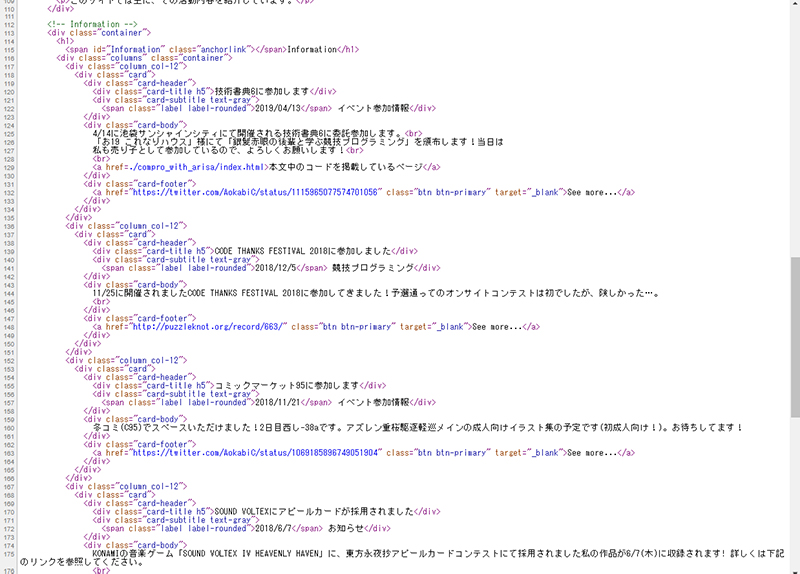 109 <p>このサイトでは主に、その活動内容を紹介しています。</p>
110 </div>
111
112 <!-- Information -->
113 <div class="container">
114 <h1>
115 <span id="Information" class="anchorlink"></span>Information</h1>
116 <div class="columns" class="container">
117 <div class="column col-12">
118 <div class="card">
119 <div class="card-header">
120 <div class="card-title h5">技術書典6に参加します</div>
121 <div class="card-subtitle text-gray">
122 <span class="label label-rounded">2019/04/13</span> イベント参加情報</div>
123 </div>
124 <div class="card-body">
125 4/14に池袋サンシャインシティにて開催される技術書典6に委託参加します。<br>
126 「お19 これなりハウス」様にて「銀髪赤眼の後輩と学ぶ競技プログラミング」を頒布します！当日は
127 私も売り子として参加しているので、よろしくお願いします！<br>
128 <br>
129 <a href=./compro_with_arisa/index.html>本文中のコードを掲載しているページ</a>
130 </div>
131 <div class="card-footer">
132 <a href="https://twitter.com/AokabiC/status/1115965077574701056" class="btn btn-primary" target="_blank">See more...</a>
133 </div>
134 </div>
135 </div>
136 <div class="column col-12">
137 <div class="card">
138 <div class="card-header">
139 <div class="card-title h5">CODE THANKS FESTIVAL 2018に参加しました</div>
140 <div class="card-subtitle text-gray">
141 <span class="label label-rounded">2018/12/5</span> 競技プログラミング</div>
142 </div>
143 <div class="card-body">
144 11/25に開催されましたCODE THANKS FESTIVAL 2018に参加してきました！予選通ってのオンサイトコンテストは初でしたが、険しかった…。
145 <br>
146 </div>
147 <div class="card-footer">
148 <a href="http://puzzleknot.org/record/663/" class="btn btn-primary" target="_blank">See more...</a>
149 </div>
150 </div>
151 </div>
152 <div class="column col-12">
153 <div class="card">
154 <div class="card-header">
155 <div class="card-title h5">コミックマーケット95に参加します</div>
156 <div class="card-subtitle text-gray">
157 <span class="label label-rounded">2018/11/21</span> イベント参加情報</div>
158 </div>
159 <div class="card-body">
160 冬コミ(C95)でスペースいただけました！2日目西し-38aです。アズレン重桜駆逐軽巡メインの成人向けイラスト集の予定です(初成人向け！)。お待ちしてます！
161 </div>
162 <div class="card-footer">
163 <a href="https://twitter.com/AokabiC/status/1069185896749051904" class="btn btn-primary" target="_blank">See more...</a>
164 </div>
165 </div>
166 </div>
167 <div class="column col-12">
168 <div class="card">
169 <div class="card-header">
170 <div class="card-title h5">SOUND VOLTEXにアピールカードが採用されました</div>
171 <div class="card-subtitle text-gray">
172 <span class="label label-rounded">2018/6/7</span> お知らせ</div>
173 </div>
174 <div class="card-body">
175 KONAMIの音楽ゲーム「SOUND VOLTEX IV HEAVENLY HAVEN」に、東方永夜抄アピールカードコンテストにて採用されました私の作品が6/7(木)に収録されます！ 詳しくは下記
のリンクを参照してください。
176 <br>